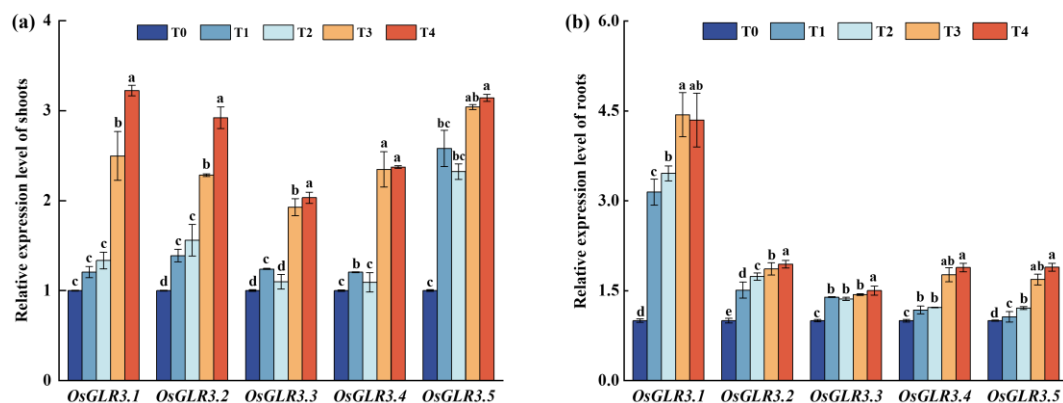 (a)
T0 T1 T2 T3 T4
Relative expression level of shoots
4
3
2
1
0
c c c b a
d c c b a
c c d b a
c b c a a
c bc bc ab a
OsGLR3.1 OsGLR3.2 OsGLR3.3 OsGLR3.4 OsGLR3.5
(b)
T0 T1 T2 T3 T4
Relative expression level of roots
6.0
4.5
3.0
1.5
0.0
d c b a ab
e d c b a
c b b b a
c b b ab a
d c b ab a
OsGLR3.1 OsGLR3.2 OsGLR3.3 OsGLR3.4 OsGLR3.5